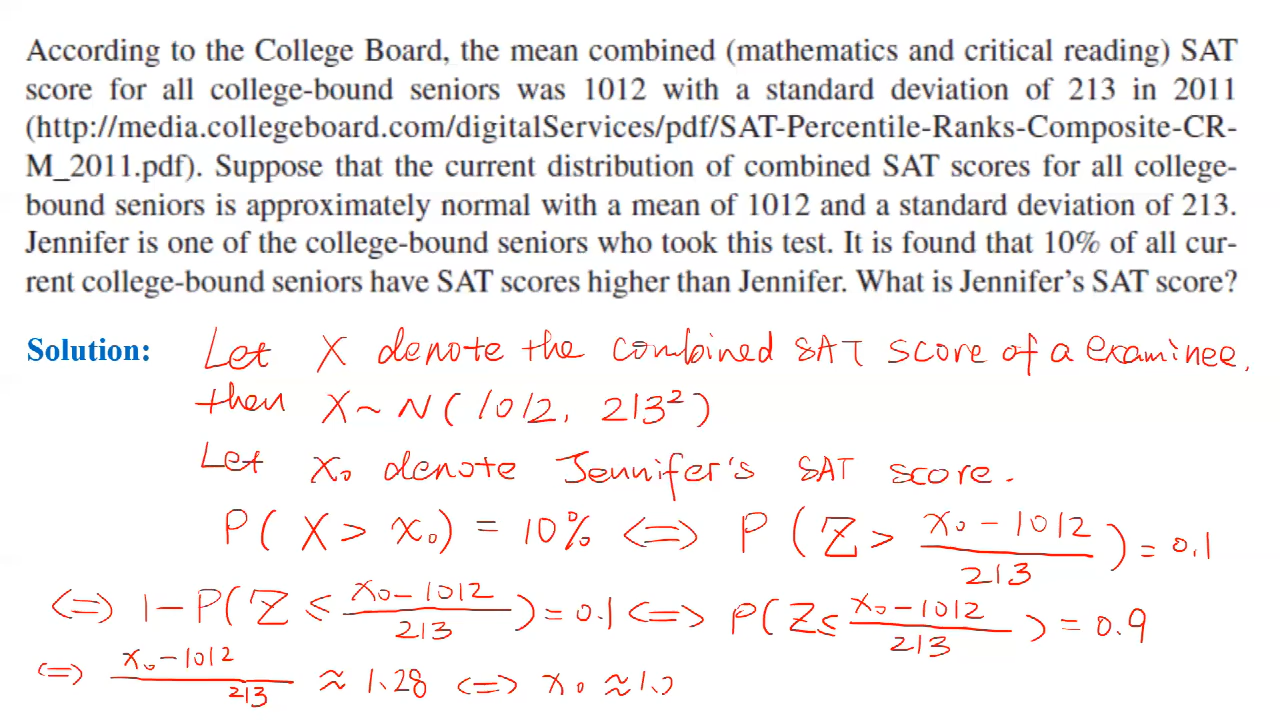 According to the College Board, the mean combined (mathematics and critical reading) SAT
score for all college-bound seniors was 1012 with a standard deviation of 213 in 2011
(http://media.collegeboard.com/digitalServices/pdf/SAT-Percentile-Ranks-Composite-CR-
M_2011.pdf). Suppose that the current distribution of combined SAT scores for all college-
bound seniors is approximately normal with a mean of 1012 and a standard deviation of 213.
Jennifer is one of the college-bound seniors who took this test. It is found that 10% of all cur-
rent college-bound seniors have SAT scores higher than Jennifer. What is Jennifer's SAT score?
Solution: Let X denote the combined SAT score of a examinee,
then X ~ N(1012, 213²)
Let x₀ denote Jennifer's SAT score.
P(X > x₀) = 10% ⇔ P(Z > (x₀ - 1012)/213) = 0.1
⇔ 1 - P(Z ≤ (x₀ - 1012)/213) = 0.1 ⇔ P(Z ≤ (x₀ - 1012)/213) = 0.9
⇔ (x₀ - 1012)/213 ≈ 1.28 ⇔ x₀ ≈ 1.